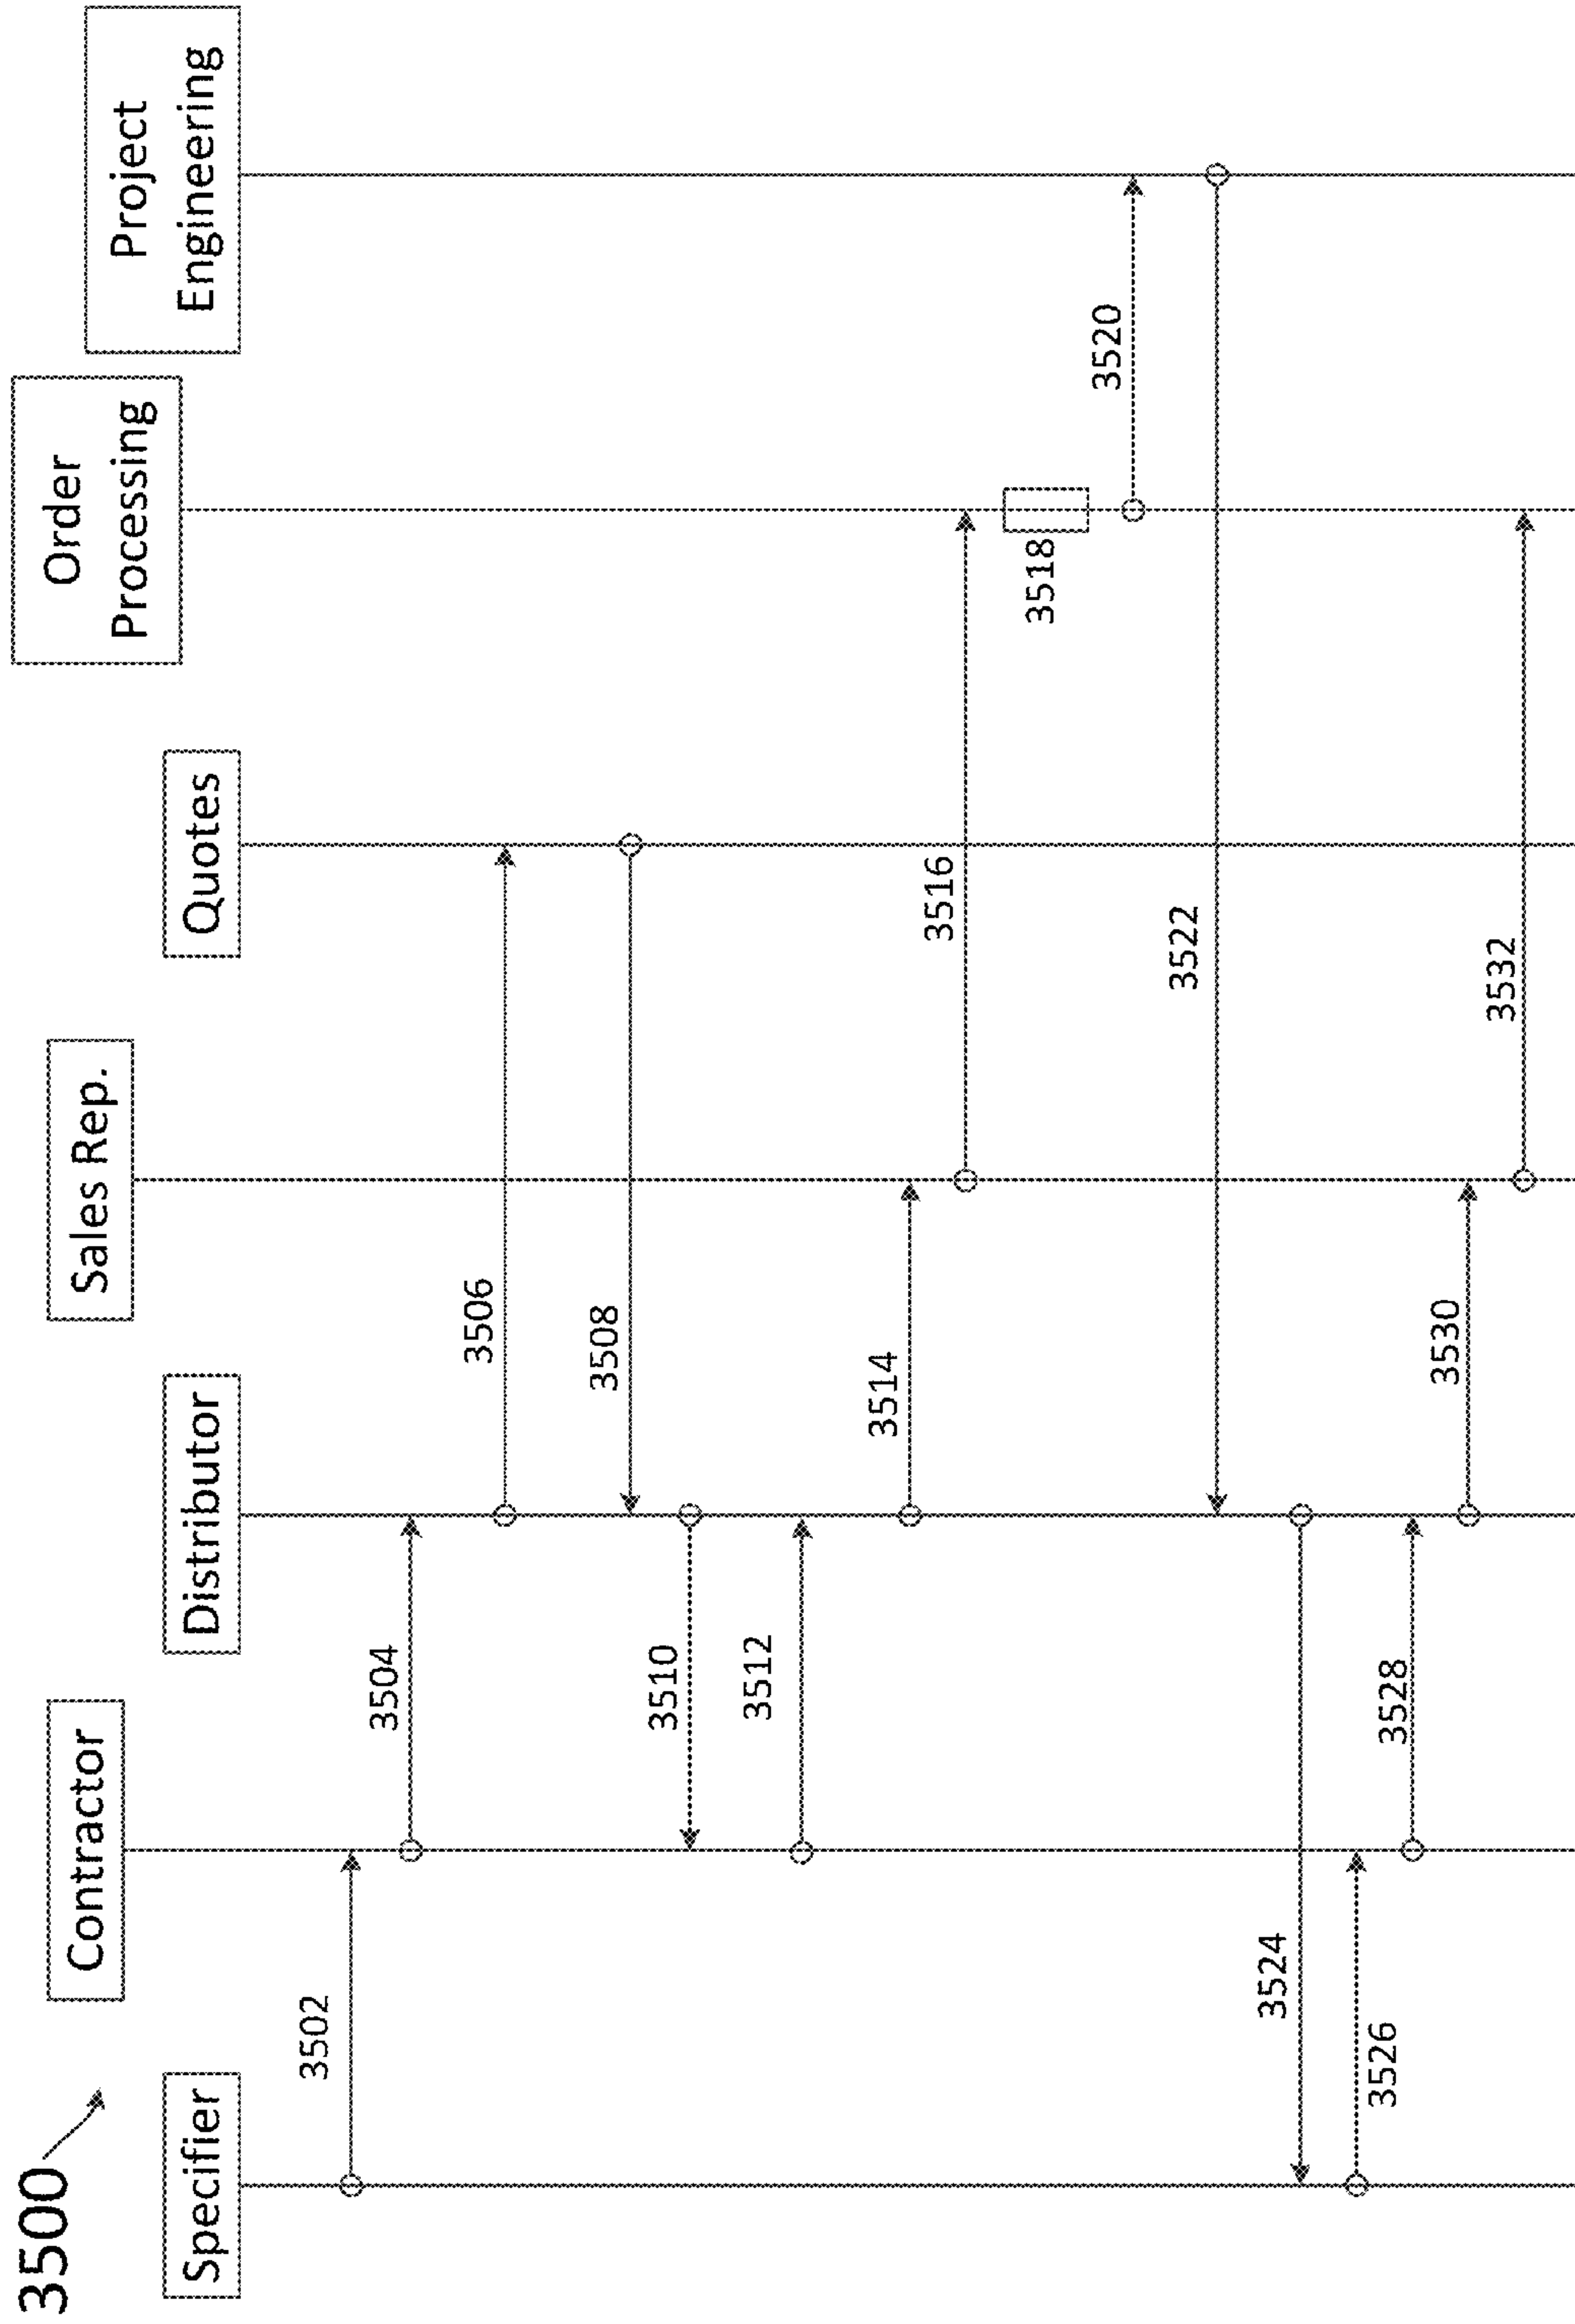 3500
Specifier
Contractor
Distributor
Sales Rep.
Quotes
Order
Processing
Project
Engineering
3502
3504
3506
3508
3510
3512
3514
3516
3518
3520
3522
3524
3526
3528
3530
3532